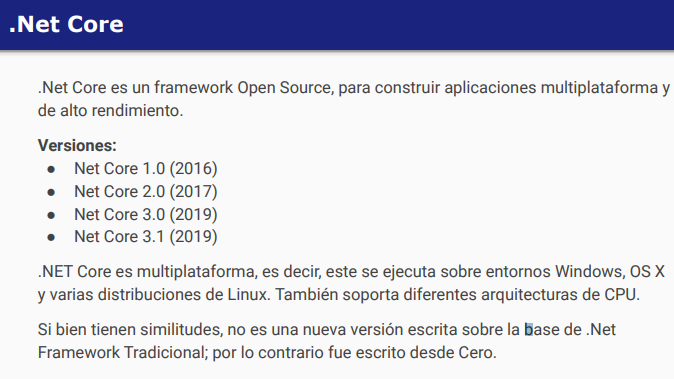 .Net Core
.Net Core es un framework Open Source, para construir aplicaciones multiplataforma y
de alto rendimiento.
Versiones:
● Net Core 1.0 (2016)
● Net Core 2.0 (2017)
● Net Core 3.0 (2019)
● Net Core 3.1 (2019)
.NET Core es multiplataforma, es decir, este se ejecuta sobre entornos Windows, OS X
y varias distribuciones de Linux. También soporta diferentes arquitecturas de CPU.
Si bien tienen similitudes, no es una nueva versión escrita sobre la base de .Net
Framework Tradicional; por lo contrario fue escrito desde Cero.